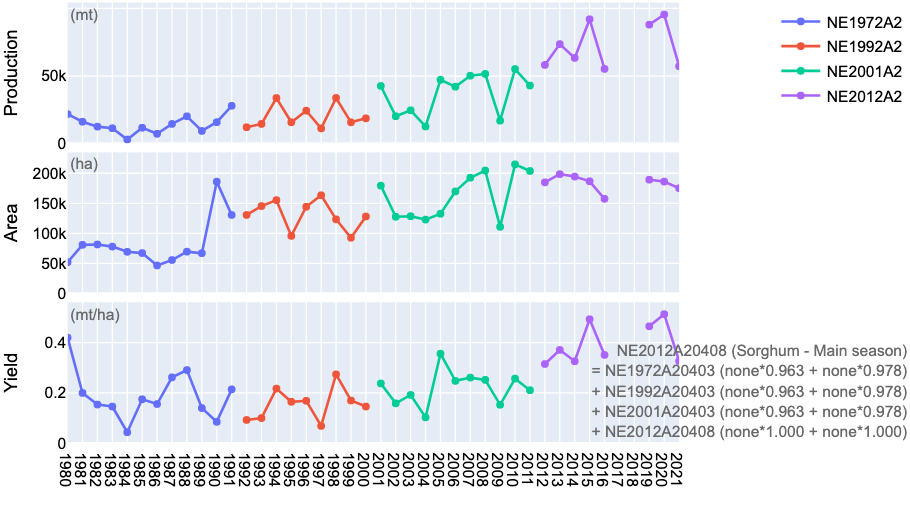 Production
(mt)
50k
0
NE1972A2
NE1992A2
NE2001A2
NE2012A2
Area
(ha)
200k
150k
100k
50k
0
Yield
(mt/ha)
0.4
0.2
0
NE2012A20408 (Sorghum - Main season)
= NE1972A20403 (none*0.963 + none*0.978)
+ NE1992A20403 (none*0.963 + none*0.978)
+ NE2001A20403 (none*0.963 + none*0.978)
+ NE2012A20408 (none*1.000 + none*1.000)
1980 1981 1982 1983 1984 1985 1986 1987 1988 1989 1990 1991 1992 1993 1994 1995 1996 1997 1998 1999 2000 2001 2002 2003 2004 2005 2006 2007 2008 2009 2010 2011 2012 2013 2014 2015 2016 2017 2018 2019 2020 2021